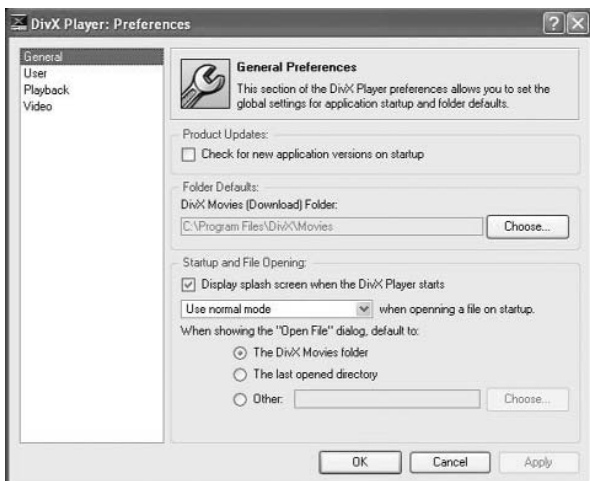 DivX Player: Preferences
General
User
Playback
Video
General Preferences
This section of the DivX Player preferences allows you to set the
global settings for application startup and folder defaults.
Product Updates:
Check for new application versions on startup
Folder Defaults:
DivX Movies (Download) Folder:
C:\Program Files\DivX\Movies
Choose...
Startup and File Opening:
Display splash screen when the DivX Player starts
Use normal mode when openning a file on startup.
When showing the "Open File" dialog, default to:
The DivX Movies folder
The last opened directory
Other: Choose...
OK Cancel Apply